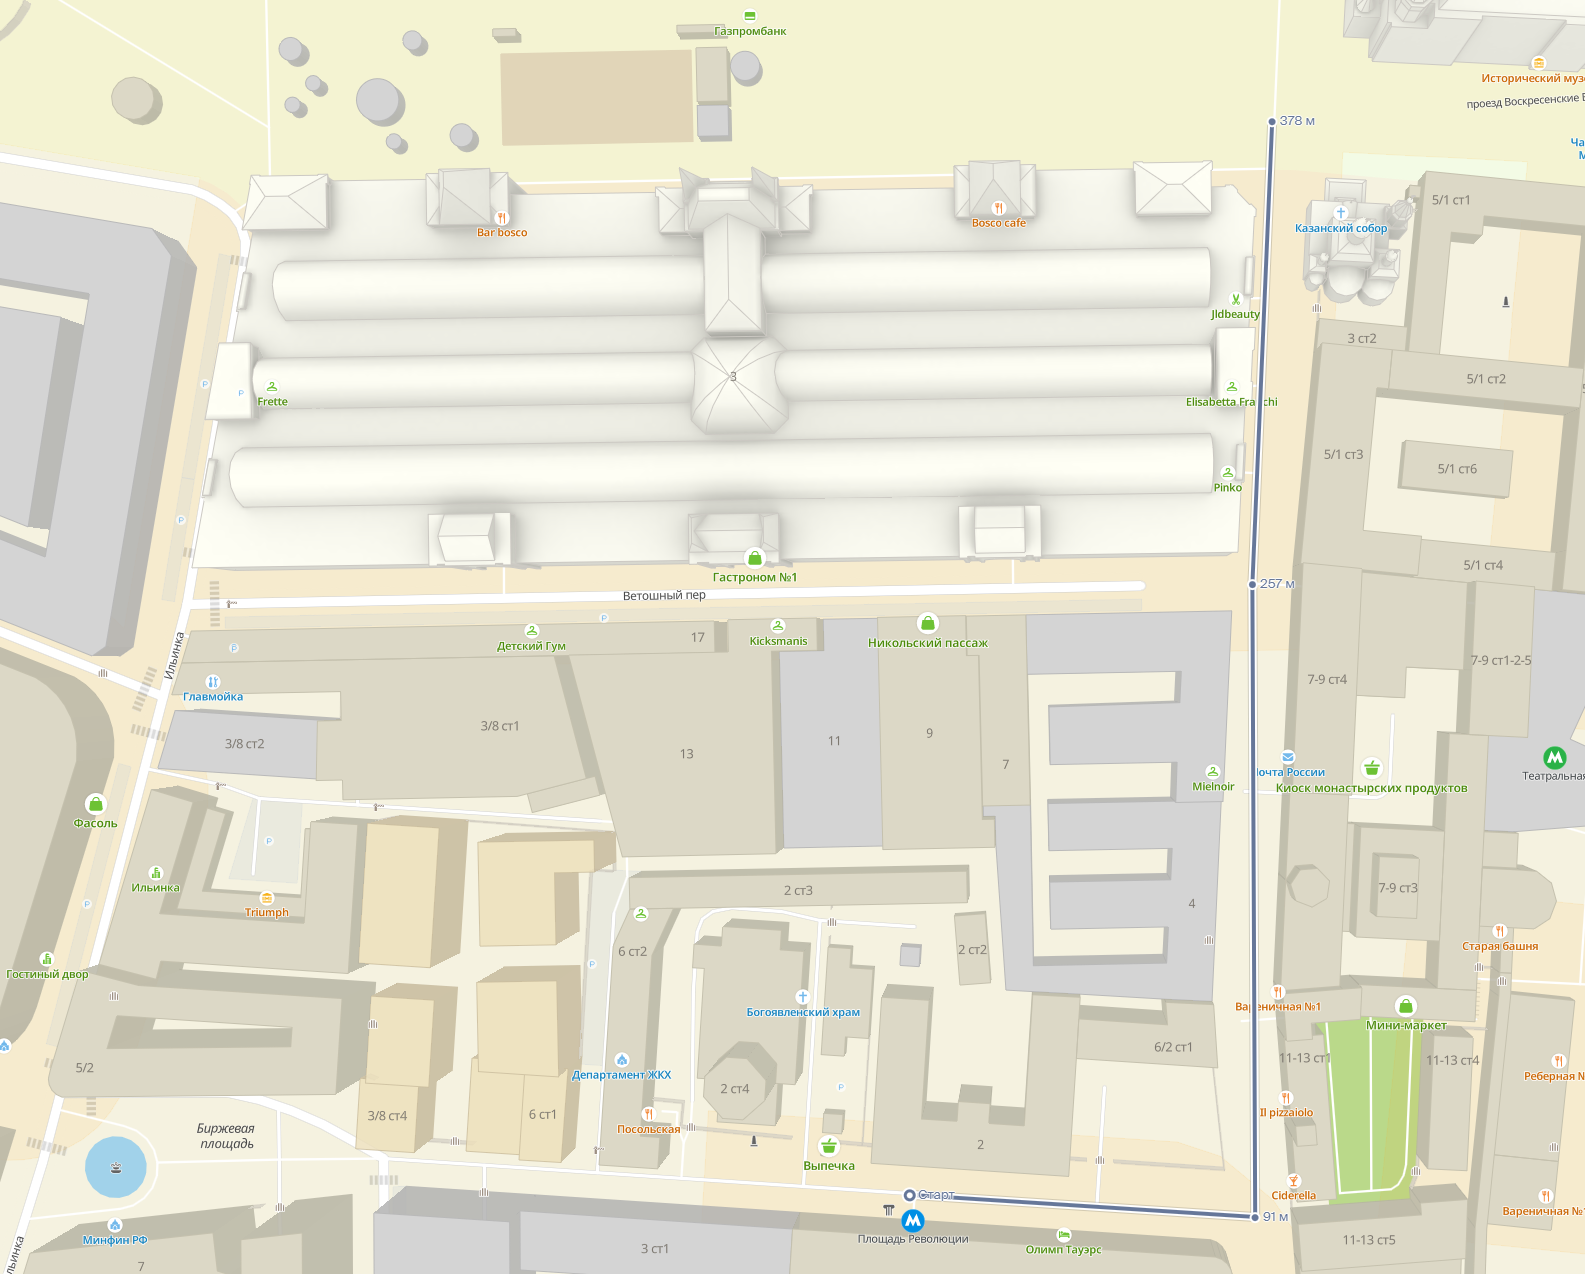 Газпромбанк
Исторический музе
проезд Воскресенские В
378 м
Ча
М
5/1 ст1
Казанский собор
Bar bosco
Bosco cafe
Jldbeauty
3 ст2
3
5/1 ст2
Frette
Elisabetta Franchi
5/1 ст3
5/1 ст6
Pinko
5/1 ст4
Гастроном №1
257 м
Ветошный пер
Ильинка
17
Детский Гум
Kicksmanis
Никольский пассаж
7-9 ст1-2-5
7-9 ст4
Главмойка
3/8 ст1
3/8 ст2
13
11
9
7
Почта России
Театральная
Mielnoir
Киоск монастырских продуктов
Фасоль
Ильинка
Triumph
2 ст3
7-9 ст3
4
6 ст2
2 ст2
Старая башня
Гостиный двор
Богоявленский храм
Вареничная №1
Мини-маркет
6/2 ст1
11-13 ст1
11-13 ст4
5/2
Департамент ЖКХ
2 ст4
Реберная №
3/8 ст4
6 ст1
Il pizzaiolo
Биржевая
площадь
Посольская
2
Выпечка
Старт
Ciderella
Вареничная №1
91 м
Минфин РФ
Площадь Революции
3 ст1
Олимп Тауэрс
11-13 ст5
7
Ильинка